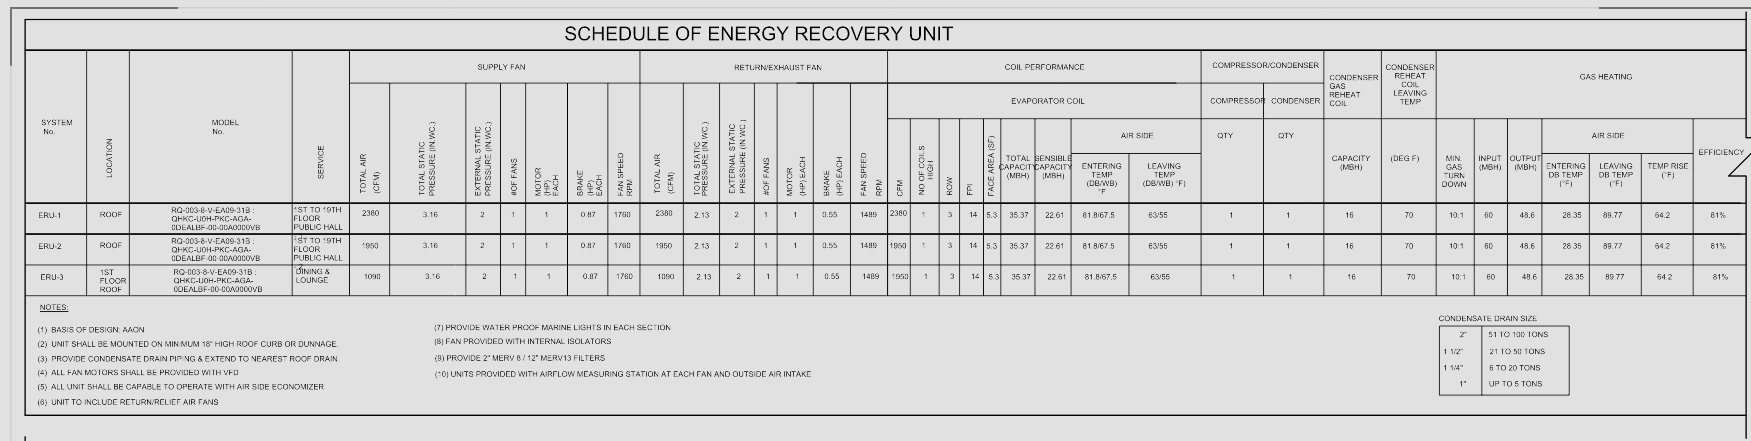 SCHEDULE OF ENERGY RECOVERY UNIT
SYSTEM No.
LOCATION
MODEL No.
SERVICE
SUPPLY FAN
TOTAL AIR (CFM)
TOTAL STATIC PRESSURE (IN.WC.)
EXTERNAL STATIC PRESSURE (IN.WC.)
#OF FANS
MOTOR (HP) EACH
BRAKE (HP) EACH
FAN SPEED RPM
RETURN/EXHAUST FAN
TOTAL AIR (CFM)
TOTAL STATIC PRESSURE (IN.WC.)
EXTERNAL STATIC PRESSURE (IN.WC.)
#OF FANS
MOTOR (HP) EACH
BRAKE (HP) EACH
FAN SPEED RPM
COIL PERFORMANCE
EVAPORATOR COIL
CFM
NO OF COILS HIGH
ROW
FPI
FACE AREA (SF)
TOTAL CAPACITY (MBH)
SENSIBLE CAPACITY (MBH)
AIR SIDE
ENTERING TEMP (DB/WB) °F
LEAVING TEMP (DB/WB) °F)
COMPRESSOR/CONDENSER
COMPRESSOR
CONDENSER
QTY
QTY
CONDENSER GAS REHEAT COIL
CAPACITY (MBH)
CONDENSER REHEAT COIL LEAVING TEMP
(DEG F)
GAS HEATING
MIN. GAS TURN DOWN
INPUT (MBH)
OUTPUT (MBH)
AIR SIDE
ENTERING DB TEMP (°F)
LEAVING DB TEMP (°F)
TEMP RISE (°F)
EFFICIENCY
ERU-1 ROOF RQ-003-8-V-EA09-31B : QHKC-U0H-PKC-AGA- 0DEALBF-00-00A0000VB 1ST TO 19TH FLOOR PUBLIC HALL 2380 3.16 2 1 1 0.87 1760 2380 2.13 2 1 1 0.55 1489 2380 1 3 14 5.3 35.37 22.61 81.8/67.5 63/55 1 1 16 70 10:1 60 48.6 28.35 89.77 64.2 81%
ERU-2 ROOF RQ-003-8-V-EA09-31B : QHKC-U0H-PKC-AGA- 0DEALBF-00-00A0000VB 1ST TO 19TH FLOOR PUBLIC HALL 1950 3.16 2 1 1 0.87 1760 1950 2.13 2 1 1 0.55 1489 1950 1 3 14 5.3 35.37 22.61 81.8/67.5 63/55 1 1 16 70 10:1 60 48.6 28.35 89.77 64.2 81%
ERU-3 1ST FLOOR ROOF RQ-003-8-V-EA09-31B : QHKC-U0H-PKC-AGA- 0DEALBF-00-00A0000VB DINING & LOUNGE 1090 3.16 2 1 1 0.87 1760 1090 2.13 2 1 1 0.55 1489 1950 1 3 14 5.3 35.37 22.61 81.8/67.5 63/55 1 1 16 70 10:1 60 48.6 28.35 89.77 64.2 81%
NOTES:
(1) BASIS OF DESIGN: AAON
(2) UNIT SHALL BE MOUNTED ON MINIMUM 18" HIGH ROOF CURB OR DUNNAGE.
(3) PROVIDE CONDENSATE DRAIN PIPING & EXTEND TO NEAREST ROOF DRAIN.
(4) ALL FAN MOTORS SHALL BE PROVIDED WITH VFD
(5) ALL UNIT SHALL BE CAPABLE TO OPERATE WITH AIR SIDE ECONOMIZER
(6) UNIT TO INCLUDE RETURN/RELIEF AIR FANS
(7) PROVIDE WATER PROOF MARINE LIGHTS IN EACH SECTION
(8) FAN PROVIDED WITH INTERNAL ISOLATORS
(9) PROVIDE 2" MERV 8 / 12" MERV13 FILTERS
(10) UNITS PROVIDED WITH AIRFLOW MEASURING STATION AT EACH FAN AND OUTSIDE AIR INTAKE
CONDENSATE DRAIN SIZE
2" 51 TO 100 TONS
1 1/2" 21 TO 50 TONS
1 1/4" 6 TO 20 TONS
1" UP TO 5 TONS